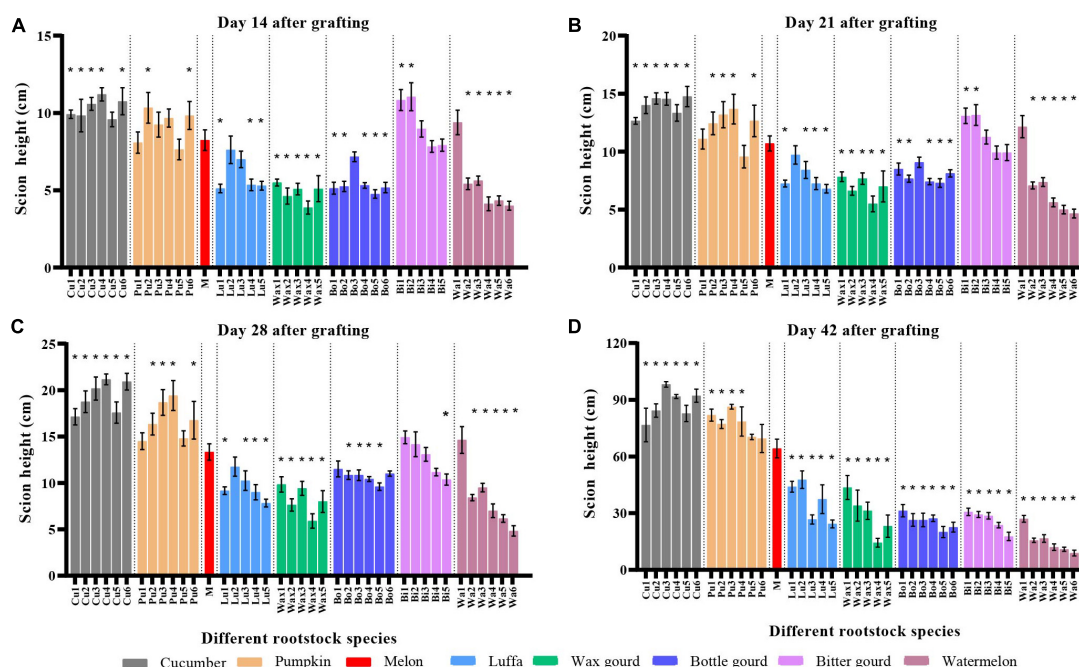 A
Day 14 after grafting
Scion height (cm)
15
10
5
0
Cu1 Cu2 Cu3 Cu4 Cu5 Cu6 Pu1 Pu2 Pu3 Pu4 Pu5 Pu6 M Lu1 Lu2 Lu3 Lu4 Lu5 Wax1 Wax2 Wax3 Wax4 Wax5 Bo1 Bo2 Bo3 Bo4 Bo5 Bo6 Bi1 Bi2 Bi3 Bi4 Bi5 Wa1 Wa2 Wa3 Wa4 Wa5 Wa6
B
Day 21 after grafting
Scion height (cm)
20
15
10
5
0
Cu1 Cu2 Cu3 Cu4 Cu5 Cu6 Pu1 Pu2 Pu3 Pu4 Pu5 Pu6 M Lu1 Lu2 Lu3 Lu4 Lu5 Wax1 Wax2 Wax3 Wax4 Wax5 Bo1 Bo2 Bo3 Bo4 Bo5 Bo6 Bi1 Bi2 Bi3 Bi4 Bi5 Wa1 Wa2 Wa3 Wa4 Wa5 Wa6
C
Day 28 after grafting
Scion height (cm)
25
20
15
10
5
0
Cu1 Cu2 Cu3 Cu4 Cu5 Cu6 Pu1 Pu2 Pu3 Pu4 Pu5 Pu6 M Lu1 Lu2 Lu3 Lu4 Lu5 Wax1 Wax2 Wax3 Wax4 Wax5 Bo1 Bo2 Bo3 Bo4 Bo5 Bo6 Bi1 Bi2 Bi3 Bi4 Bi5 Wa1 Wa2 Wa3 Wa4 Wa5 Wa6
Different rootstock species
D
Day 42 after grafting
Scion height (cm)
120
90
60
30
0
Cu1 Cu2 Cu3 Cu4 Cu5 Cu6 Pu1 Pu2 Pu3 Pu4 Pu5 Pu6 M Lu1 Lu2 Lu3 Lu4 Lu5 Wax1 Wax2 Wax3 Wax4 Wax5 Bo1 Bo2 Bo3 Bo4 Bo5 Bo6 Bi1 Bi2 Bi3 Bi4 Bi5 Wa1 Wa2 Wa3 Wa4 Wa5 Wa6
Different rootstock species
Cucumber Pumpkin Melon Luffa Wax gourd Bottle gourd Bitter gourd Watermelon